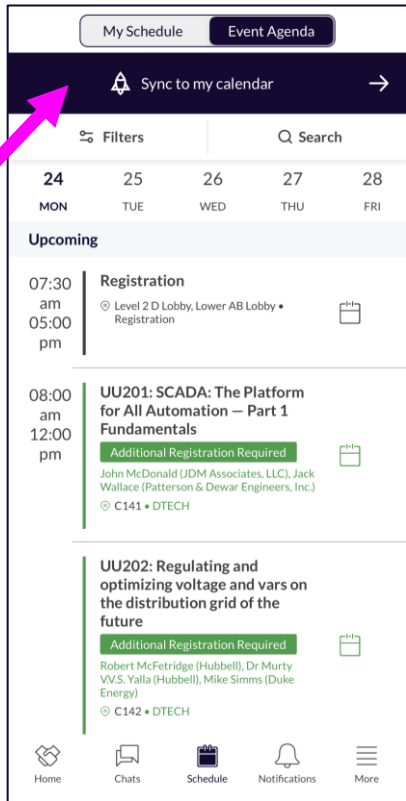 My Schedule
Event Agenda
Sync to my calendar
Filters
Search
24 25 26 27 28
MON TUE WED THU FRI
Upcoming
07:30
am
05:00
pm
Registration
Level 2 D Lobby, Lower AB Lobby •
Registration
08:00
am
12:00
pm
UU201: SCADA: The Platform
for All Automation — Part 1
Fundamentals
Additional Registration Required
John McDonald (JDM Associates, LLC), Jack
Wallace (Patterson & Dewar Engineers, Inc.)
C141 • DTECH
UU202: Regulating and
optimizing voltage and vars on
the distribution grid of the
future
Additional Registration Required
Robert McFetridge (Hubbell), Dr Murty
V.V.S. Yalla (Hubbell), Mike Simms (Duke
Energy)
C142 • DTECH
Home
Chats
Schedule
Notifications
More